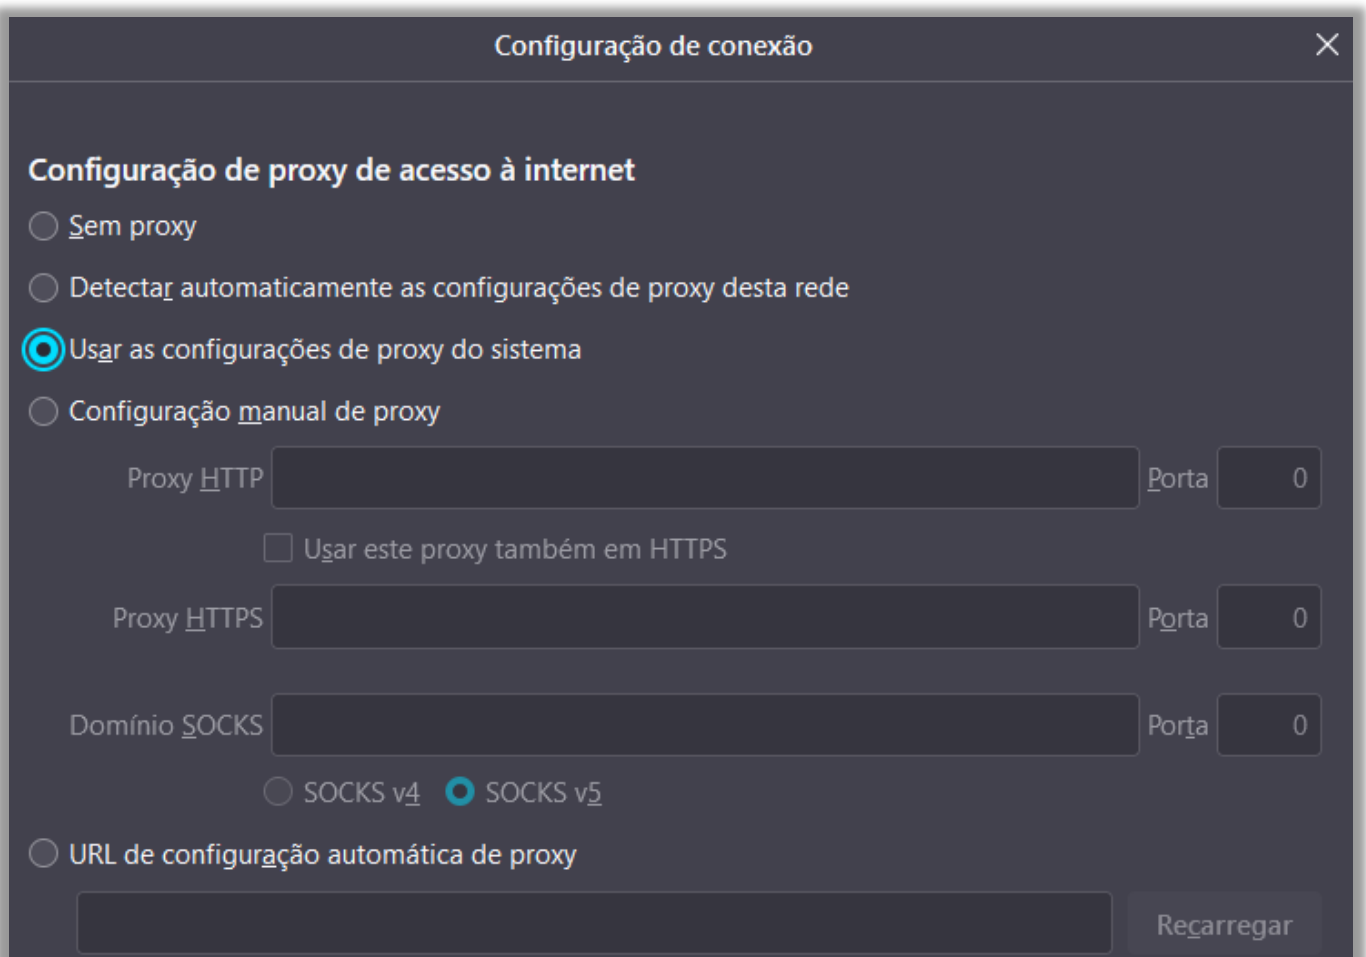 Configuração de conexão
Configuração de proxy de acesso à internet
Sem proxy
Detectar automaticamente as configurações de proxy desta rede
Usar as configurações de proxy do sistema
Configuração manual de proxy
Proxy HTTP Porta 0
Usar este proxy também em HTTPS
Proxy HTTPS Porta 0
Domínio SOCKS Porta 0
SOCKS v4 SOCKS v5
URL de configuração automática de proxy
Recarregar